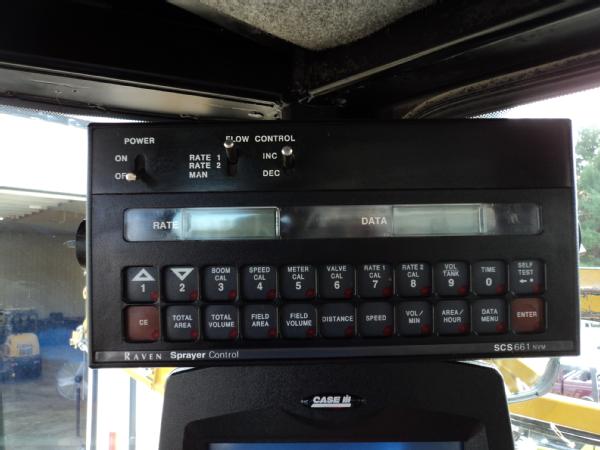 POWER
FLOW CONTROL
ON
OFF
RATE 1
RATE 2
MAN
INC
DEC
RATE
DATA
1
2
BOOM CAL 3
SPEED CAL 4
METER CAL 5
VALVE CAL 6
RATE 1 CAL 7
RATE 2 CAL 8
VOL TANK 9
TIME 0
SELF TEST
CE
TOTAL AREA
TOTAL VOLUME
FIELD AREA
FIELD VOLUME
DISTANCE
SPEED
VOL/ MIN
AREA/ HOUR
DATA MENU
ENTER
RAVEN Sprayer Control
SCS 661 NVM
CASE IH